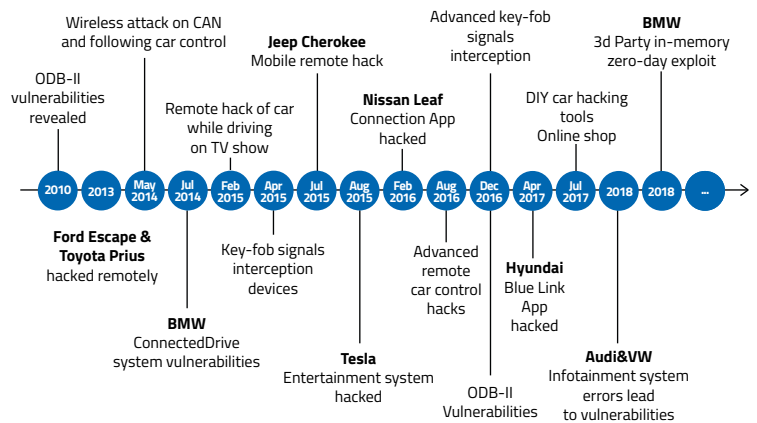 Wireless attack on CAN
and following car control
ODB-II
vulnerabilities
revealed
Remote hack of car
while driving
on TV show
Jeep Cherokee
Mobile remote hack
Nissan Leaf
Connection App
hacked
Advanced key-fob
signals
interception
DIY car hacking
tools
Online shop
BMW
3d Party in-memory
zero-day exploit
2010
2013
May
2014
Jul
2014
Feb
2015
Apr
2015
Jul
2015
Aug
2015
Feb
2016
Aug
2016
Dec
2016
Apr
2017
Jul
2017
2018
2018
...
Ford Escape &
Toyota Prius
hacked remotely
BMW
ConnectedDrive
system vulnerabilities
Key-fob signals
interception
devices
Tesla
Entertainment system
hacked
Advanced
remote
car control
hacks
ODB-II
Vulnerabilities
Hyundai
Blue Link
App
hacked
Audi&VW
Infotainment system
errors lead
to vulnerabilities